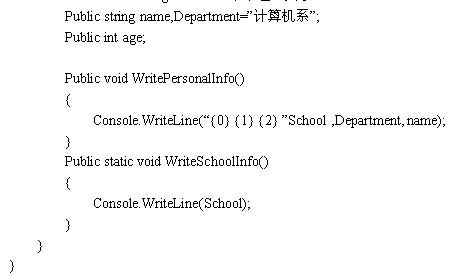 Public string name,Department=”计算机系”;
Public int age;
Public void WritePersonalInfo()
{
Console.WriteLine(“{0} {1} {2} ”School ,Department, name);
}
Public static void WriteSchoolInfo()
{
Console.WriteLine(School);
}
}
}